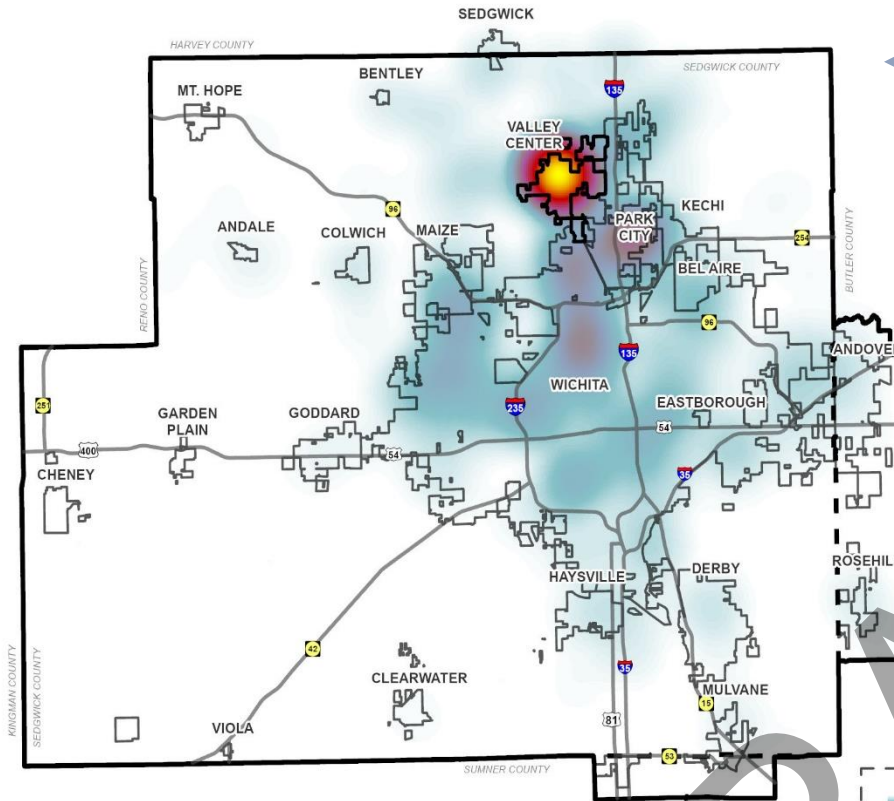 SEDGWICK
HARVEY COUNTY
SEDGWICK COUNTY
BENTLEY
MT. HOPE
135
VALLEY
CENTER
96
KECHI
PARK
CITY
ANDALE
COLWICH
MAIZE
254
BEL AIRE
BUTLER COUNTY
RENO COUNTY
96
135
ANDOVE
WICHITA
251
235
EASTBOROUGH
GARDEN
PLAIN
GODDARD
54
400
54
CHENEY
35
HAYSVILLE
DERBY
ROSEHIL
42
KINGMAN COUNTY
SEDGWICK COUNTY
35
CLEARWATER
MULVANE
15
81
VIOLA
53
SUMNER COUNTY